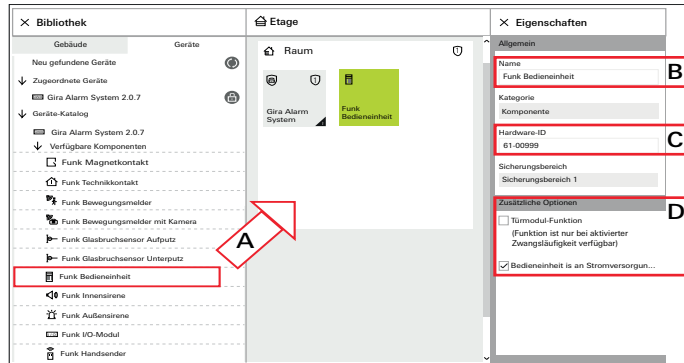 Bibliothek
Gebäude
Geräte
Neu gefundene Geräte
Zugeordnete Geräte
Gira Alarm System 2.0.7
Geräte-Katalog
Gira Alarm System 2.0.7
Verfügbare Komponenten
Funk Magnetkontakt
Funk Technikkontakt
Funk Bewegungsmelder
Funk Bewegungsmelder mit Kamera
Funk Glasbruchsensor Aufputz
Funk Glasbruchsensor Unterputz
Funk Bedieneinheit
Funk Innensirene
Funk Außensirene
Funk I/O-Modul
Funk Handsender
A
Etage
Raum
Gira Alarm
System
Funk
Bedieneinheit
Eigenschaften
Allgemein
Name
Funk Bedieneinheit
B
Kategorie
Komponente
Hardware-ID
61-00999
C
Sicherungsbereich
Sicherungsbereich 1
Zusätzliche Optionen
D
Türmodul-Funktion
(Funktion ist nur bei aktivierter
Zwangsläufigkeit verfügbar)
Bedieneinheit is an Stromversorgun...